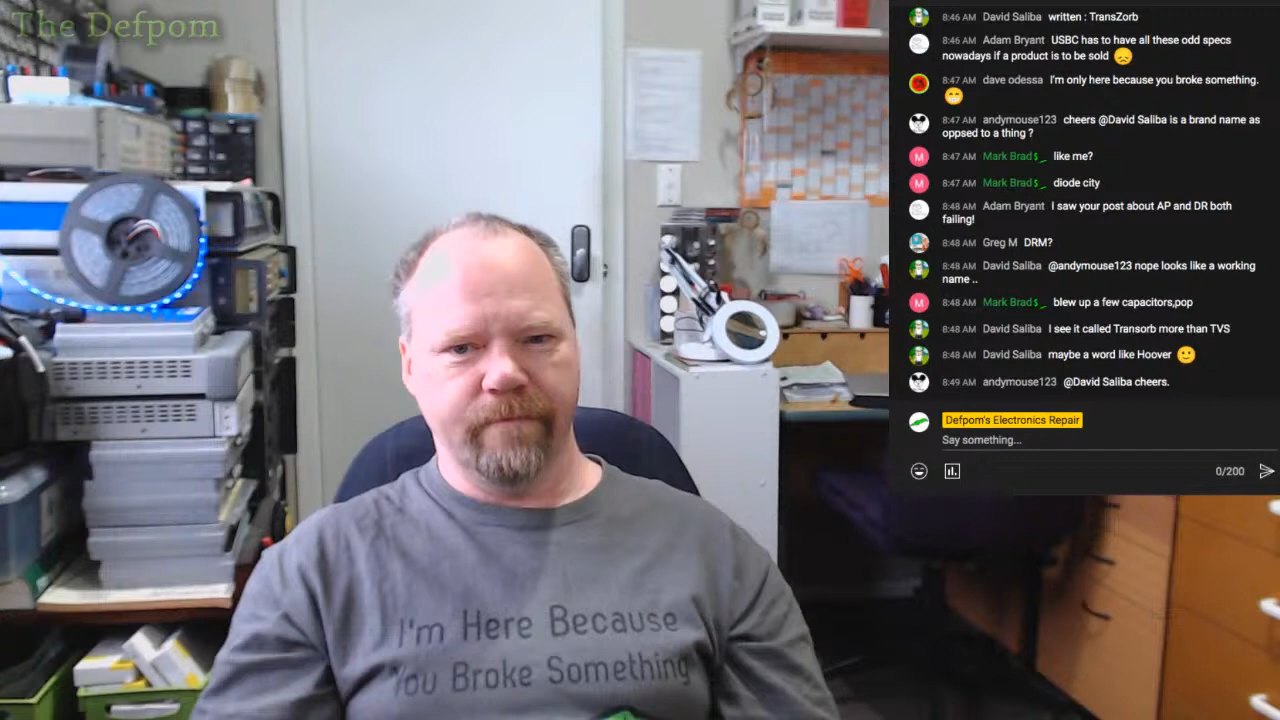 The Defpom
8:46 AM David Saliba written : TransZorb
8:46 AM Adam Bryant USBC has to have all these odd specs
nowadays if a product is to be sold 😞
8:47 AM dave odessa I'm only here because you broke something.
😁
8:47 AM andymouse123 cheers @David Saliba is a brand name as
oppsed to a thing ?
8:47 AM Mark Brad$_ like me?
8:47 AM Mark Brad$_ diode city
8:48 AM Adam Bryant I saw your post about AP and DR both
failing!
8:48 AM Greg M DRM?
8:48 AM David Saliba @andymouse123 nope looks like a working
name ..
8:48 AM Mark Brad$_ blew up a few capacitors,pop
8:48 AM David Saliba I see it called Transorb more than TVS
8:48 AM David Saliba maybe a word like Hoover 🙂
8:49 AM andymouse123 @David Saliba cheers.
Defpom's Electronics Repair
Say something...
0/200
I'm Here Because
You Broke Something